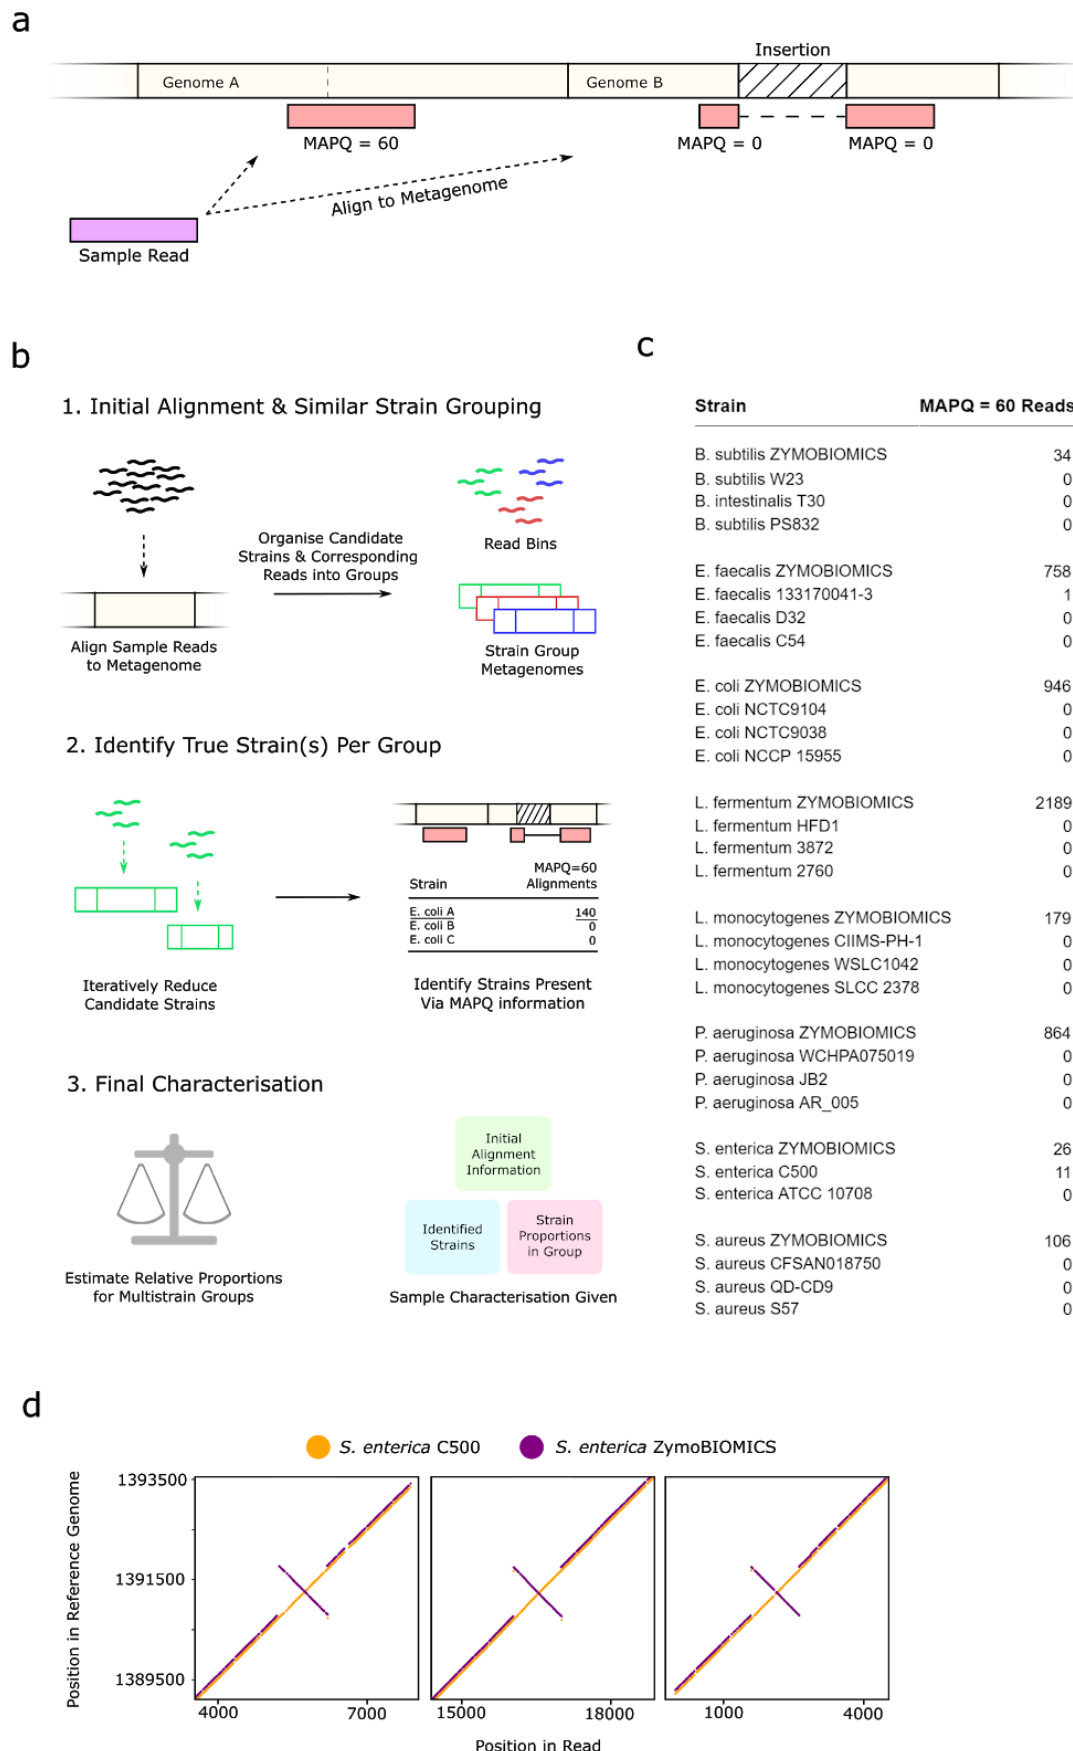 a
Insertion
Genome A
Genome B
MAPQ = 60
MAPQ = 0
MAPQ = 0
Align to Metagenome
Sample Read
b
1. Initial Alignment & Similar Strain Grouping
Organise Candidate
Strains & Corresponding
Reads into Groups
Read Bins
Align Sample Reads
to Metagenome
Strain Group
Metagenomes
2. Identify True Strain(s) Per Group
MAPQ=60
Strain Alignments
E. coli A 140
E. coli B 0
E. coli C 0
Iteratively Reduce
Candidate Strains
Identify Strains Present
Via MAPQ information
3. Final Characterisation
Initial
Alignment
Information
Identified
Strains
Strain
Proportions
in Group
Estimate Relative Proportions
for Multistrain Groups
Sample Characterisation Given
c
Strain MAPQ = 60 Reads
B. subtilis ZYMOBIOMICS 34
B. subtilis W23 0
B. intestinalis T30 0
B. subtilis PS832 0
E. faecalis ZYMOBIOMICS 758
E. faecalis 133170041-3 1
E. faecalis D32 0
E. faecalis C54 0
E. coli ZYMOBIOMICS 946
E. coli NCTC9104 0
E. coli NCTC9038 0
E. coli NCCP 15955 0
L. fermentum ZYMOBIOMICS 2189
L. fermentum HFD1 0
L. fermentum 3872 0
L. fermentum 2760 0
L. monocytogenes ZYMOBIOMICS 179
L. monocytogenes CIIMS-PH-1 0
L. monocytogenes WSLC1042 0
L. monocytogenes SLCC 2378 0
P. aeruginosa ZYMOBIOMICS 864
P. aeruginosa WCHPA075019 0
P. aeruginosa JB2 0
P. aeruginosa AR_005 0
S. enterica ZYMOBIOMICS 26
S. enterica C500 11
S. enterica ATCC 10708 0
S. aureus ZYMOBIOMICS 106
S. aureus CFSAN018750 0
S. aureus QD-CD9 0
S. aureus S57 0
d
S. enterica C500
S. enterica ZymoBIOMICS
Position in Reference Genome
1393500
1391500
1389500
4000 7000
15000 18000
1000 4000
Position in Read